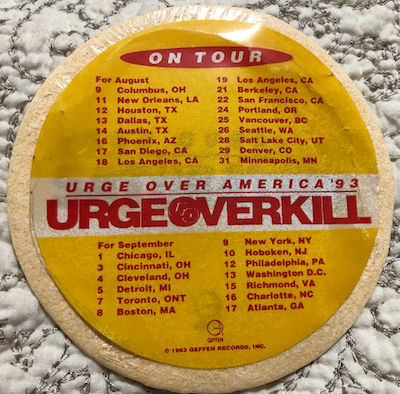 ON TOUR
For August
9 Columbus, OH
11 New Orleans, LA
12 Houston, TX
13 Dallas, TX
14 Austin, TX
16 Phoenix, AZ
17 San Diego, CA
18 Los Angeles, CA
19 Los Angeles, CA
21 Berkeley, CA
22 San Francisco, CA
24 Portland, OR
25 Vancouver, BC
26 Seattle, WA
28 Salt Lake City, UT
29 Denver, CO
31 Minneapolis, MN
URGE OVER AMERICA '93
URGE OVERKILL
For September
1 Chicago, IL
3 Cincinnati, OH
4 Cleveland, OH
5 Detroit, MI
7 Toronto, ONT
8 Boston, MA
9 New York, NY
10 Hoboken, NJ
12 Philadelphia, PA
13 Washington D.C.
15 Richmond, VA
16 Charlotte, NC
17 Atlanta, GA
GEFFEN
© 1993 GEFFEN RECORDS, INC.